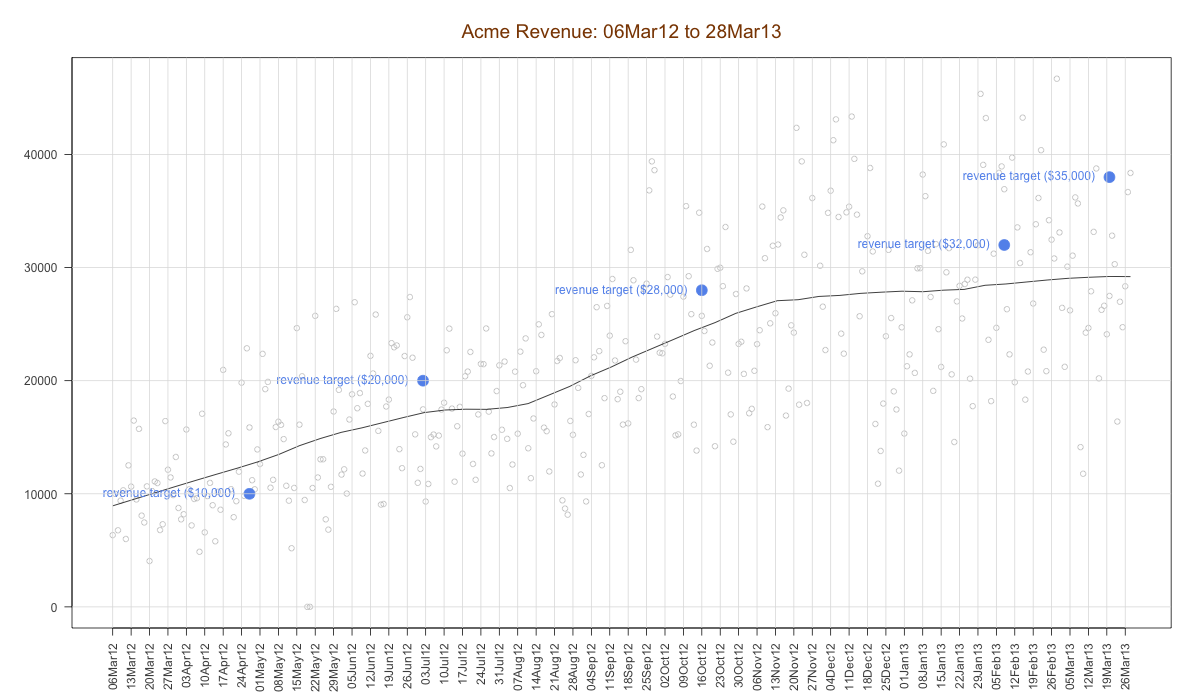 Acme Revenue: 06Mar12 to 28Mar13
40000
revenue target ($35,000)
30000
revenue target ($32,000)
revenue target ($28,000)
20000
revenue target ($20,000)
10000
revenue target ($10,000)
0
06Mar12
13Mar12
20Mar12
27Mar12
03Apr12
10Apr12
17Apr12
24Apr12
01May12
08May12
15May12
22May12
29May12
05Jun12
12Jun12
19Jun12
26Jun12
03Jul12
10Jul12
17Jul12
24Jul12
31Jul12
07Aug12
14Aug12
21Aug12
28Aug12
04Sep12
11Sep12
18Sep12
25Sep12
02Oct12
09Oct12
16Oct12
23Oct12
30Oct12
06Nov12
13Nov12
20Nov12
27Nov12
04Dec12
11Dec12
18Dec12
25Dec12
01Jan13
08Jan13
15Jan13
22Jan13
29Jan13
05Feb13
12Feb13
19Feb13
26Feb13
05Mar13
12Mar13
19Mar13
26Mar13